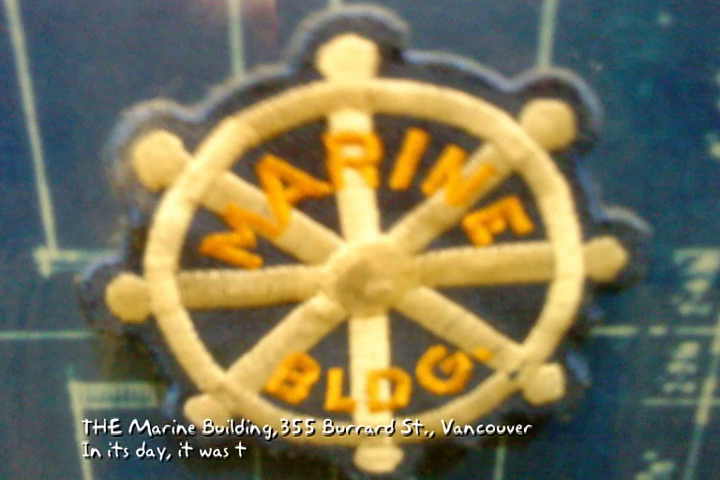 MARINE
BLDG.
THE Marine Building,355 Burrard St., Vancouver
In its day, it was t